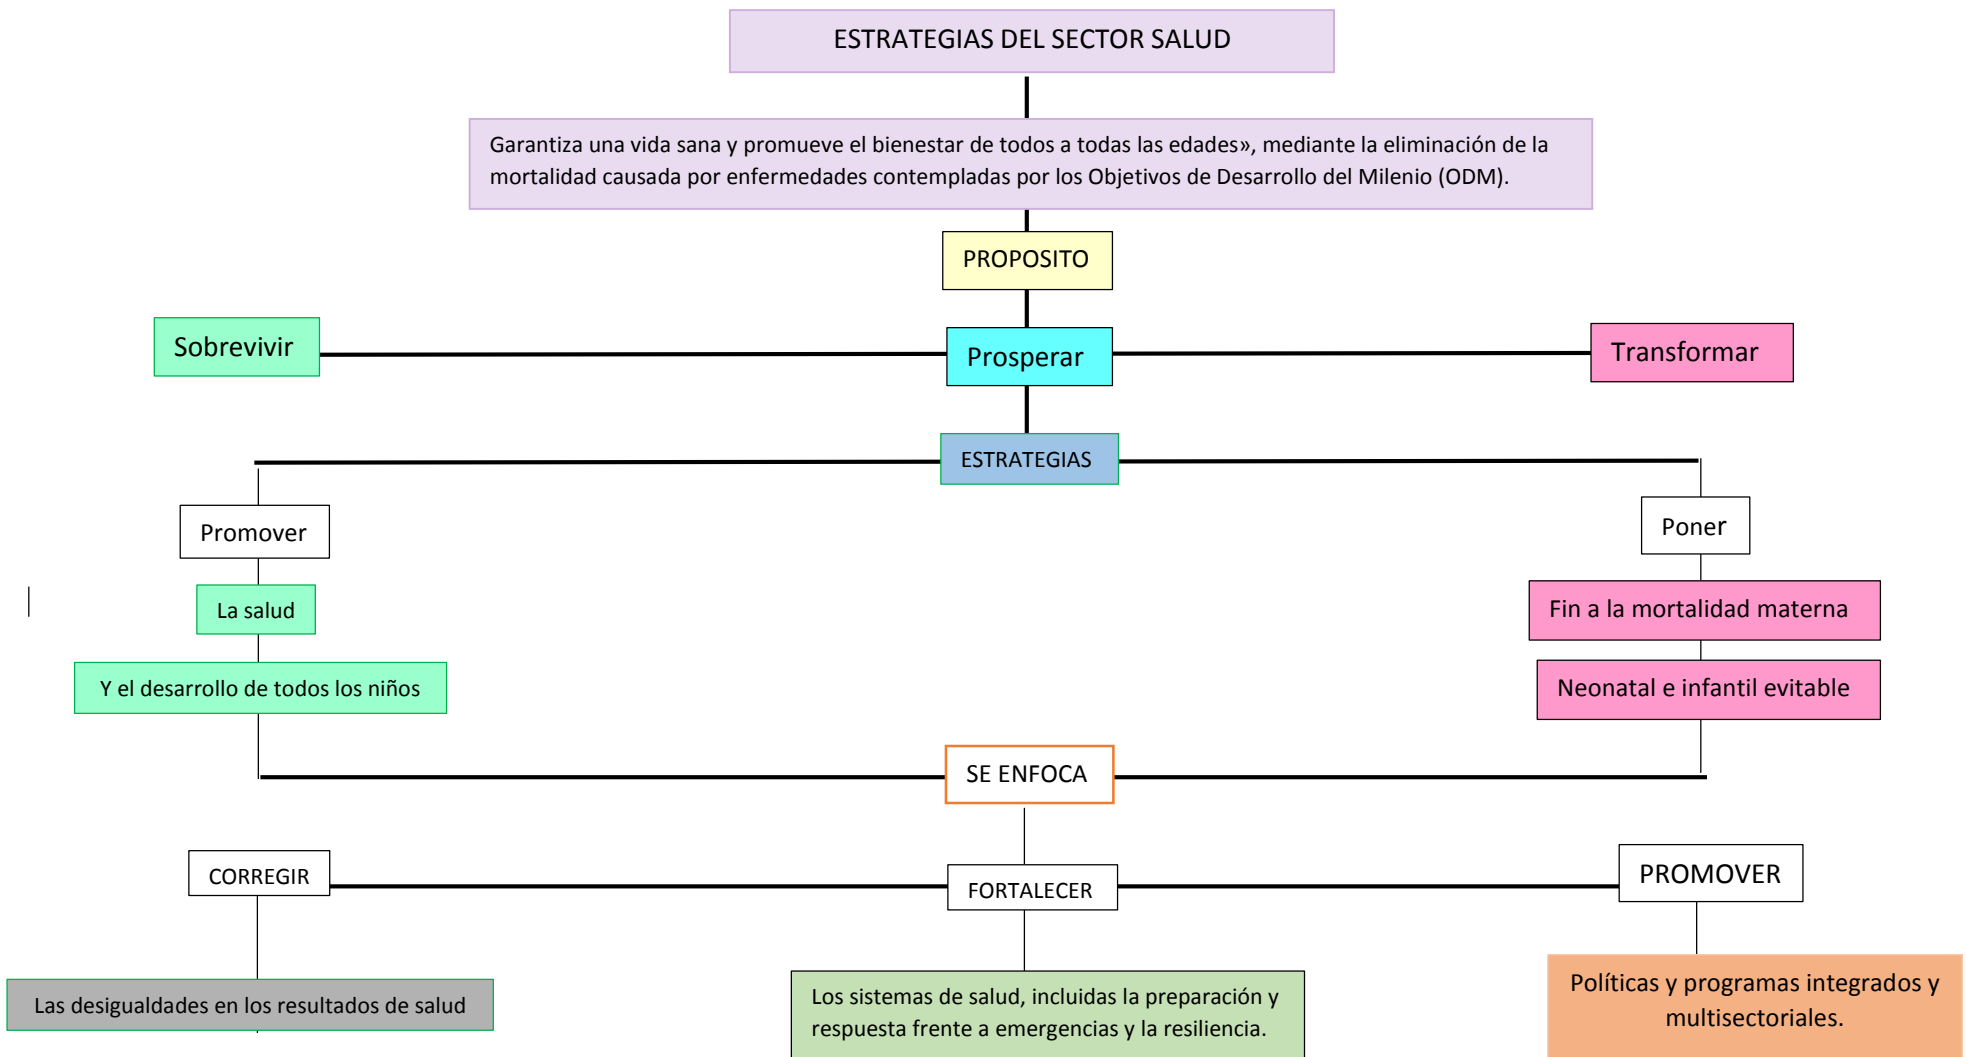 ESTRATEGIAS DEL SECTOR SALUD
Garantiza una vida sana y promueve el bienestar de todos a todas las edades», mediante la eliminación de la
mortalidad causada por enfermedades contempladas por los Objetivos de Desarrollo del Milenio (ODM).
PROPOSITO
Sobrevivir
Prosperar
Transformar
ESTRATEGIAS
Promover
Poner
La salud
Fin a la mortalidad materna
Y el desarrollo de todos los niños
Neonatal e infantil evitable
SE ENFOCA
CORREGIR
FORTALECER
PROMOVER
Las desigualdades en los resultados de salud
Los sistemas de salud, incluidas la preparación y
respuesta frente a emergencias y la resiliencia.
Políticas y programas integrados y
multisectoriales.